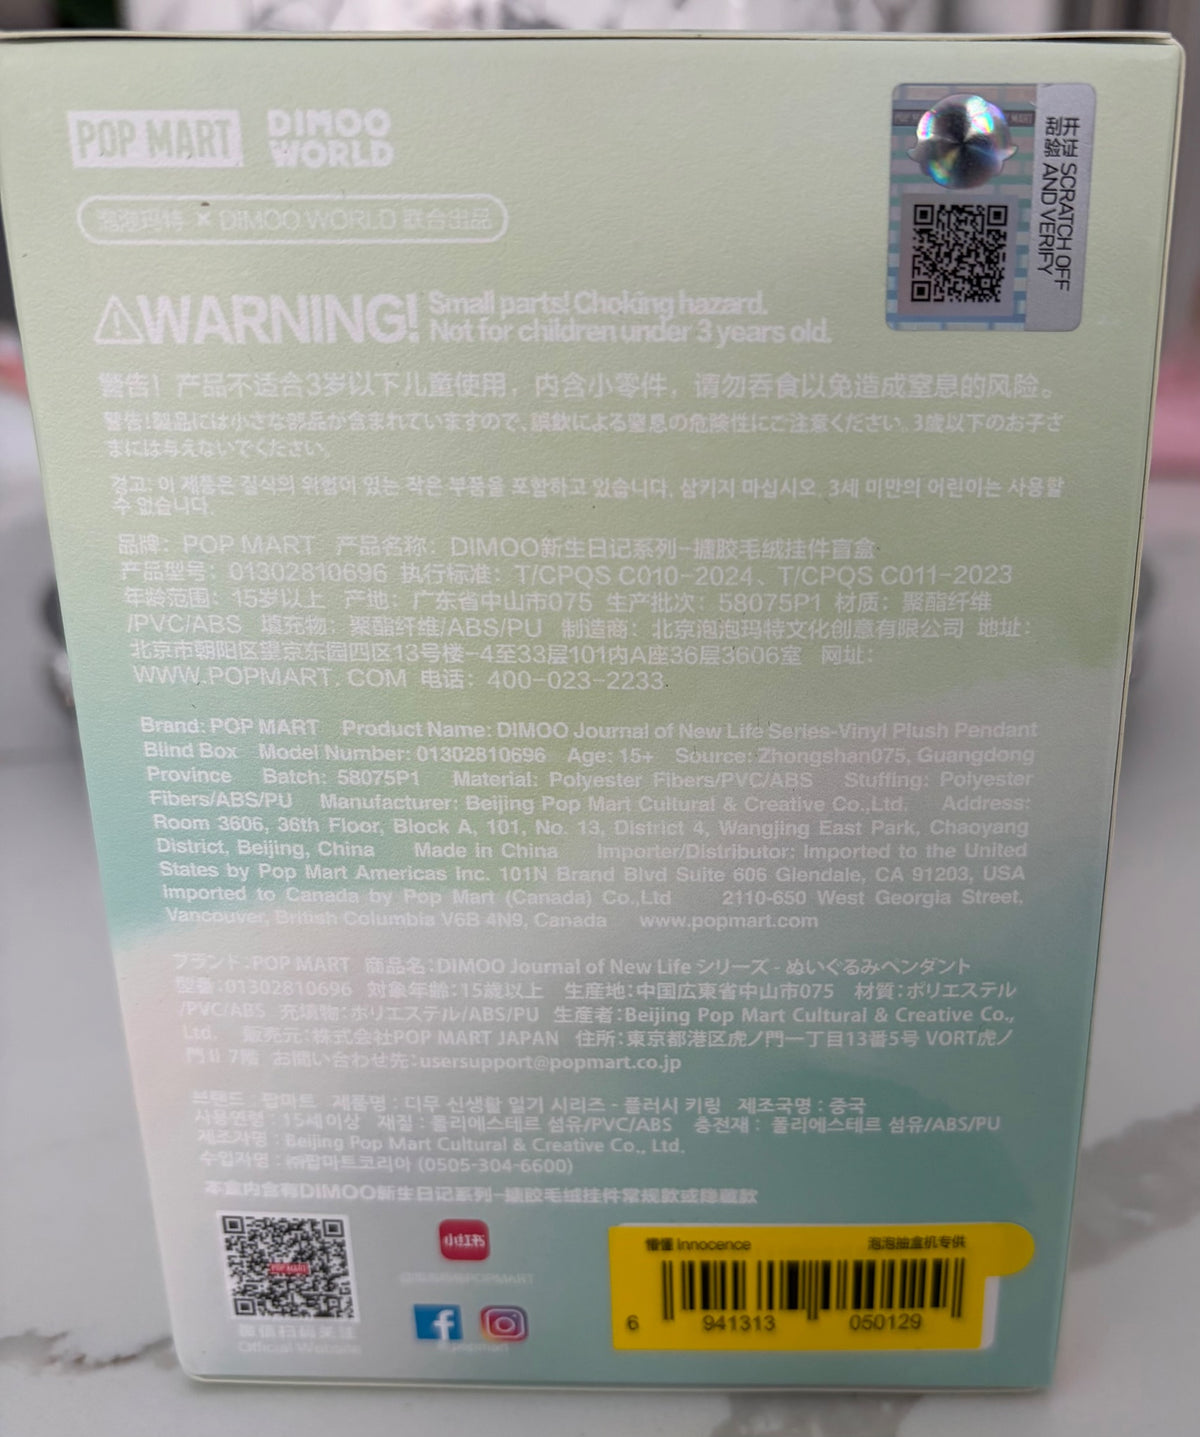 POP MART
DIMOO
WORLD
泡泡玛特 × DIMOO WORLD 联合出品
开 证 SCRATCH OFF
刮 验 AND VERIFY
WARNING! Small parts! Choking hazard.
Not for children under 3 years old.
警告！产品不适合3岁以下儿童使用，内含小零件，请勿吞食以免造成窒息的风险。
警告!製品には小さな部品が含まれていますので、誤飲による窒息の危険性にご注意ください。3歳以下のお子さ
まには与えないでください。
경고: 이 제품은 질식의 위험이 있는 작은 부품을 포함하고 있습니다. 삼키지 마십시오. 3세 미만의 어린이는 사용할
수 없습니다.
品牌：POP MART 产品名称：DIMOO新生日记系列-搪胶毛绒挂件盲盒
产品型号：01302810696 执行标准：T/CPQS C010-2024、T/CPQS C011-2023
年龄范围：15岁以上 产地：广东省中山市075 生产批次：58075P1 材质：聚酯纤维
/PVC/ABS 填充物：聚酯纤维/ABS/PU 制造商：北京泡泡玛特文化创意有限公司 地址：
北京市朝阳区望京东园四区13号楼-4至33层101内A座36层3606室 网址：
WWW.POPMART.COM 电话：400-023-2233.
Brand: POP MART Product Name: DIMOO Journal of New Life Series-Vinyl Plush Pendant
Blind Box Model Number: 01302810696 Age: 15+ Source: Zhongshan075, Guangdong
Province Batch: 58075P1 Material: Polyester Fibers/PVC/ABS Stuffing: Polyester
Fibers/ABS/PU Manufacturer: Beijing Pop Mart Cultural & Creative Co.,Ltd. Address:
Room 3606, 36th Floor, Block A, 101, No. 13, District 4, Wangjing East Park, Chaoyang
District, Beijing, China Made in China Importer/Distributor: Imported to the United
States by Pop Mart Americas Inc. 101N Brand Blvd Suite 606 Glendale, CA 91203, USA
Imported to Canada by Pop Mart (Canada) Co.,Ltd 2110-650 West Georgia Street,
Vancouver, British Columbia V6B 4N9, Canada www.popmart.com
ブランド:POP MART 商品名:DIMOO Journal of New Life シリーズ - ぬいぐるみペンダント
型番:01302810696 対象年齢:15歳以上 生産地:中国広東省中山市075 材質:ポリエステル
/PVC/ABS 充填物:ポリエステル/ABS/PU 生産者:Beijing Pop Mart Cultural & Creative Co.,
Ltd. 販売元:株式会社POP MART JAPAN 住所:東京都港区虎ノ門一丁目13番5号 VORT虎ノ
門 II 7階 お問い合わせ先:usersupport@popmart.co.jp
브랜드 : 팝마트 제품명 : 디무 신생활 일기 시리즈 - 플러시 키링 제조국명 : 중국
사용연령 : 15세이상 재질 : 폴리에스테르 섬유/PVC/ABS 충전재 : 폴리에스테르 섬유/ABS/PU
제조자명 : Beijing Pop Mart Cultural & Creative Co., Ltd.
수입자명 : ㈜팝마트코리아 (0505-304-6600)
本盒内含有DIMOO新生日记系列-搪胶毛绒挂件常规款或隐藏款
POP MART
微信扫码关注
Official Website
小红书
@popmart
懵懂 Innocence 泡泡抽盒机专供
6 941313 050129